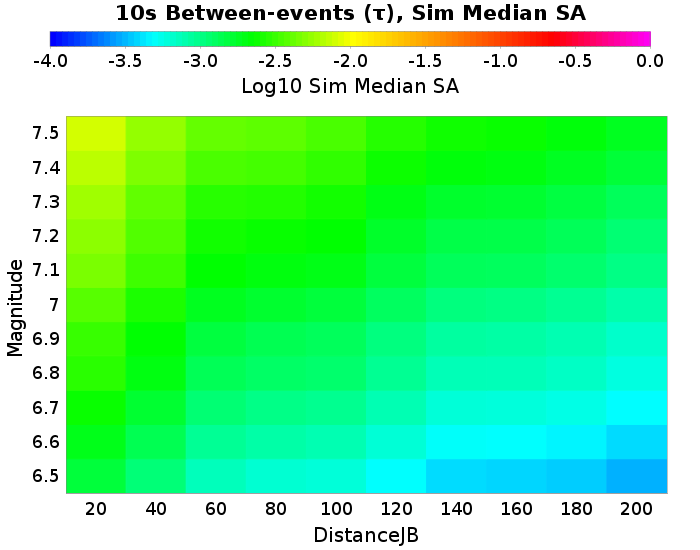 10s Between-events (τ), Sim Median SA
-4.0 -3.5 -3.0 -2.5 -2.0 -1.5 -1.0 -0.5 0.0
Log10 Sim Median SA
Magnitude
7.5
7.4
7.3
7.2
7.1
7
6.9
6.8
6.7
6.6
6.5
20 40 60 80 100 120 140 160 180 200
DistanceJB